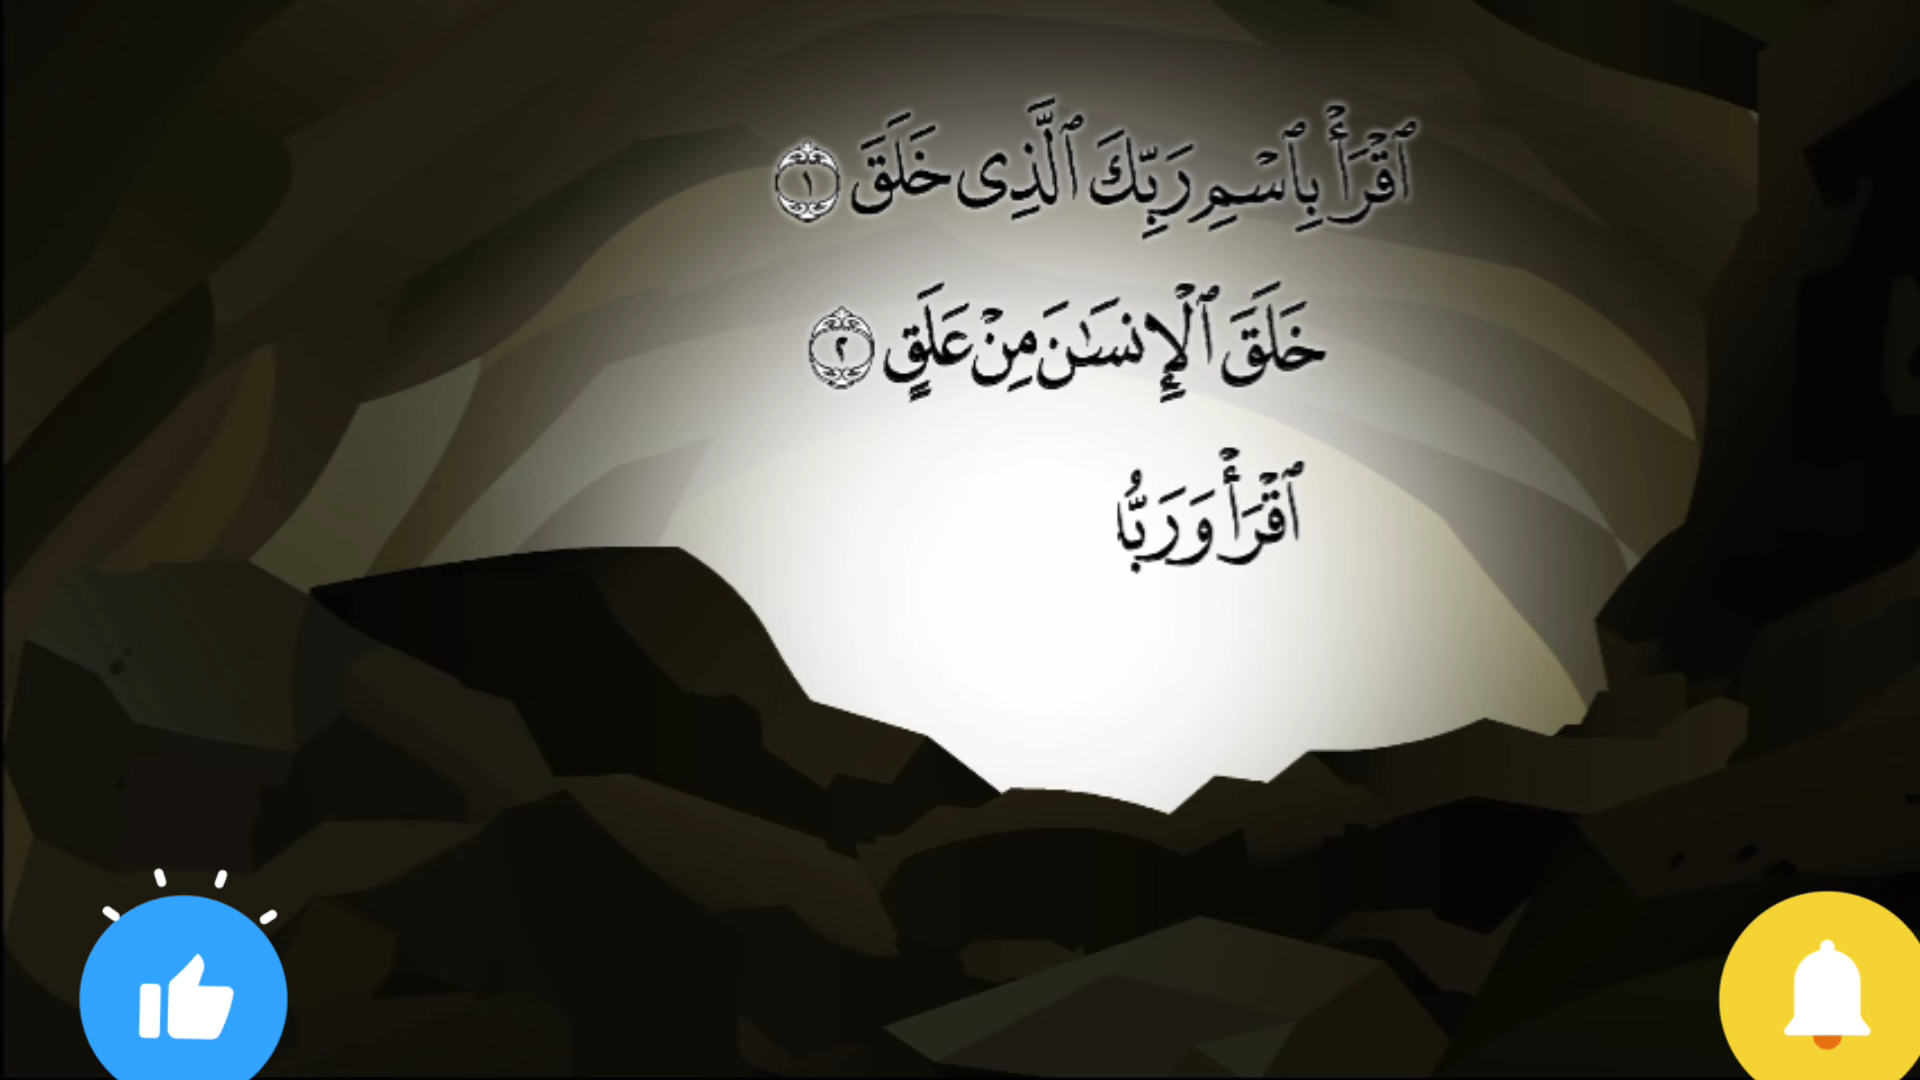 ٱقْرَأْ بِٱسْمِ رَبِّكَ ٱلَّذِى خَلَقَ ١
خَلَقَ ٱلْإِنسَـٰنَ مِنْ عَلَقٍ ٢
ٱقْرَأْ وَرَبُّ